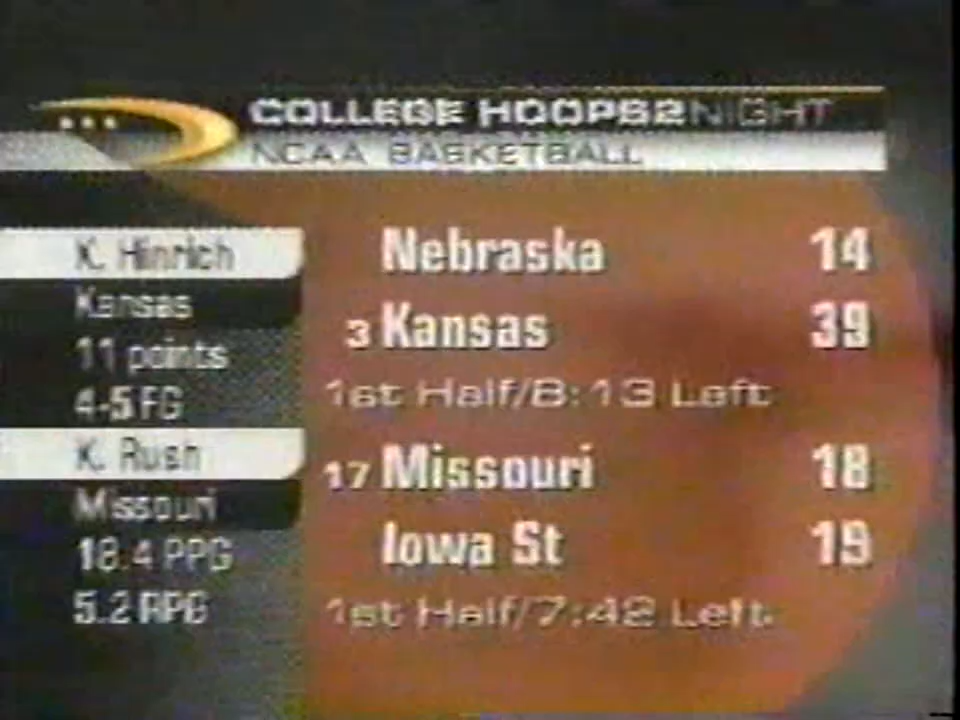 COLLEGE HOOPS2NIGHT
NCAA BASKETBALL
K. Hinrich
Kansas
11 points
4-5 FG
K. Rush
Missouri
18.4 PPG
5.2 RPG
Nebraska 14
3 Kansas 39
1st Half/8:13 Left
17 Missouri 18
Iowa St 19
1st Half/7:42 Left